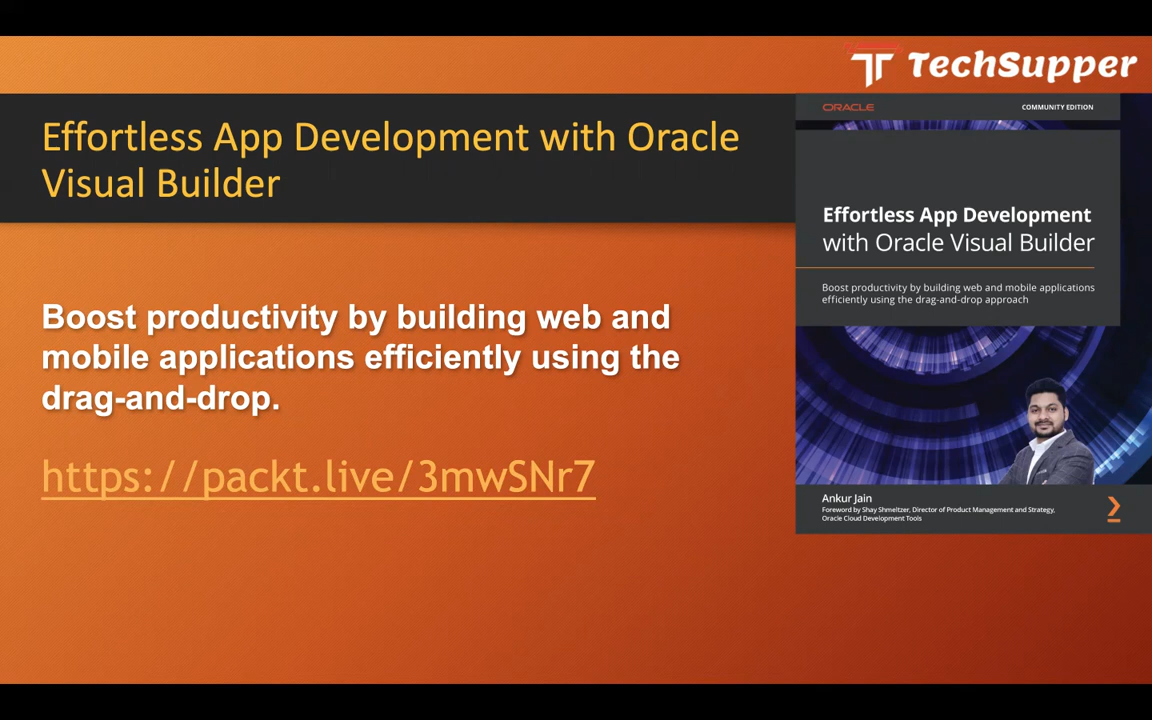 TechSupper
Effortless App Development with Oracle
Visual Builder
Boost productivity by building web and
mobile applications efficiently using the
drag-and-drop.
https://packt.live/3mwSNr7
ORACLE
COMMUNITY EDITION
Effortless App Development
with Oracle Visual Builder
Boost productivity by building web and mobile applications
efficiently using the drag-and-drop approach
Ankur Jain
Foreword by Shay Shmeltzer, Director of Product Management and Strategy,
Oracle Cloud Development Tools